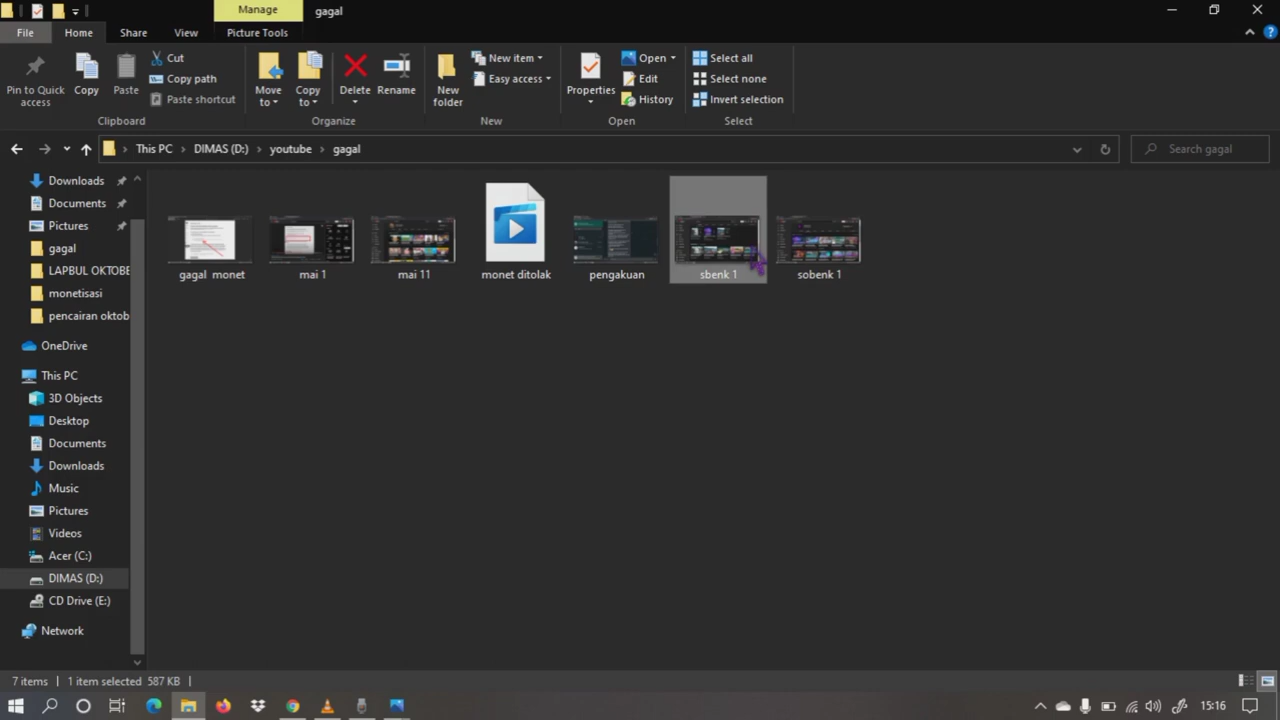 Manage
gagal
File
Home
Share
View
Picture Tools
Pin to Quick access
Copy
Paste
Cut
Copy path
Paste shortcut
Move to
Copy to
Delete
Rename
New folder
New item
Easy access
Properties
Open
Edit
History
Select all
Select none
Invert selection
Clipboard
Organize
New
Open
Select
This PC
DIMAS (D:)
youtube
gagal
Search gagal
Downloads
Documents
Pictures
gagal
LAPBUL OKTOBE
monetisasi
pencairan oktob
OneDrive
This PC
3D Objects
Desktop
Documents
Downloads
Music
Pictures
Videos
Acer (C:)
DIMAS (D:)
CD Drive (E:)
Network
gagal monet
mai 1
mai 11
monet ditolak
pengakuan
sbenk 1
sobenk 1
7 items
1 item selected 587 KB
15:16